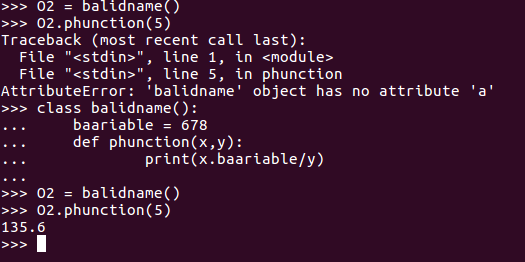 >>> O2 = balidname()
>>> O2.phunction(5)
Traceback (most recent call last):
  File "<stdin>", line 1, in <module>
  File "<stdin>", line 5, in phunction
AttributeError: 'balidname' object has no attribute 'a'
>>> class balidname():
...     baariable = 678
...     def phunction(x,y):
...             print(x.baariable/y)
...
>>> O2 = balidname()
>>> O2.phunction(5)
135.6
>>>